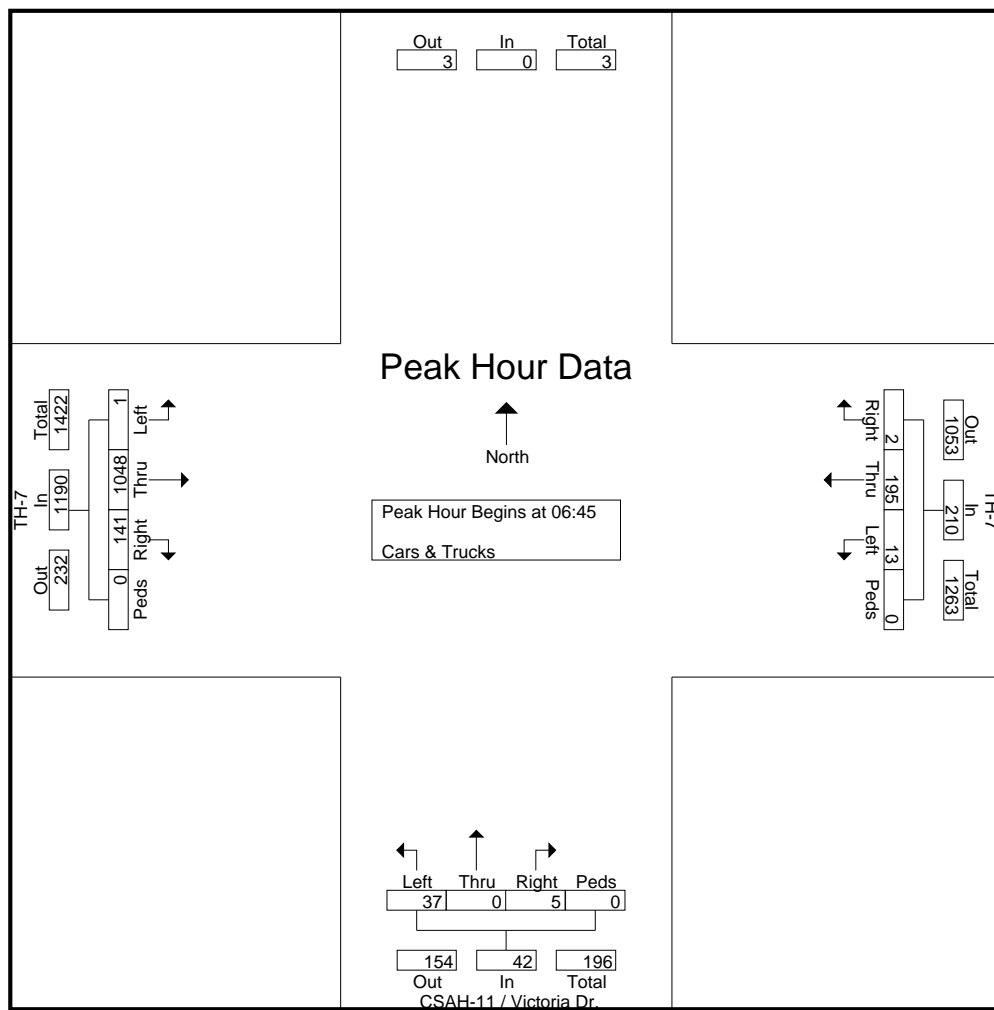 Out In Total
3 0 3
Peak Hour Data
North
Peak Hour Begins at 06:45
Cars & Trucks
TH-7
Total In Out
1422 1190 232
1 1048 141 0
Left Thru Right Peds
Right Thru Left Peds
2 195 13 0
Out In Total
1053 210 1263
TH-7
Left Thru Right Peds
37 0 5 0
154 42 196
Out In Total
CSAH-11 / Victoria Dr.